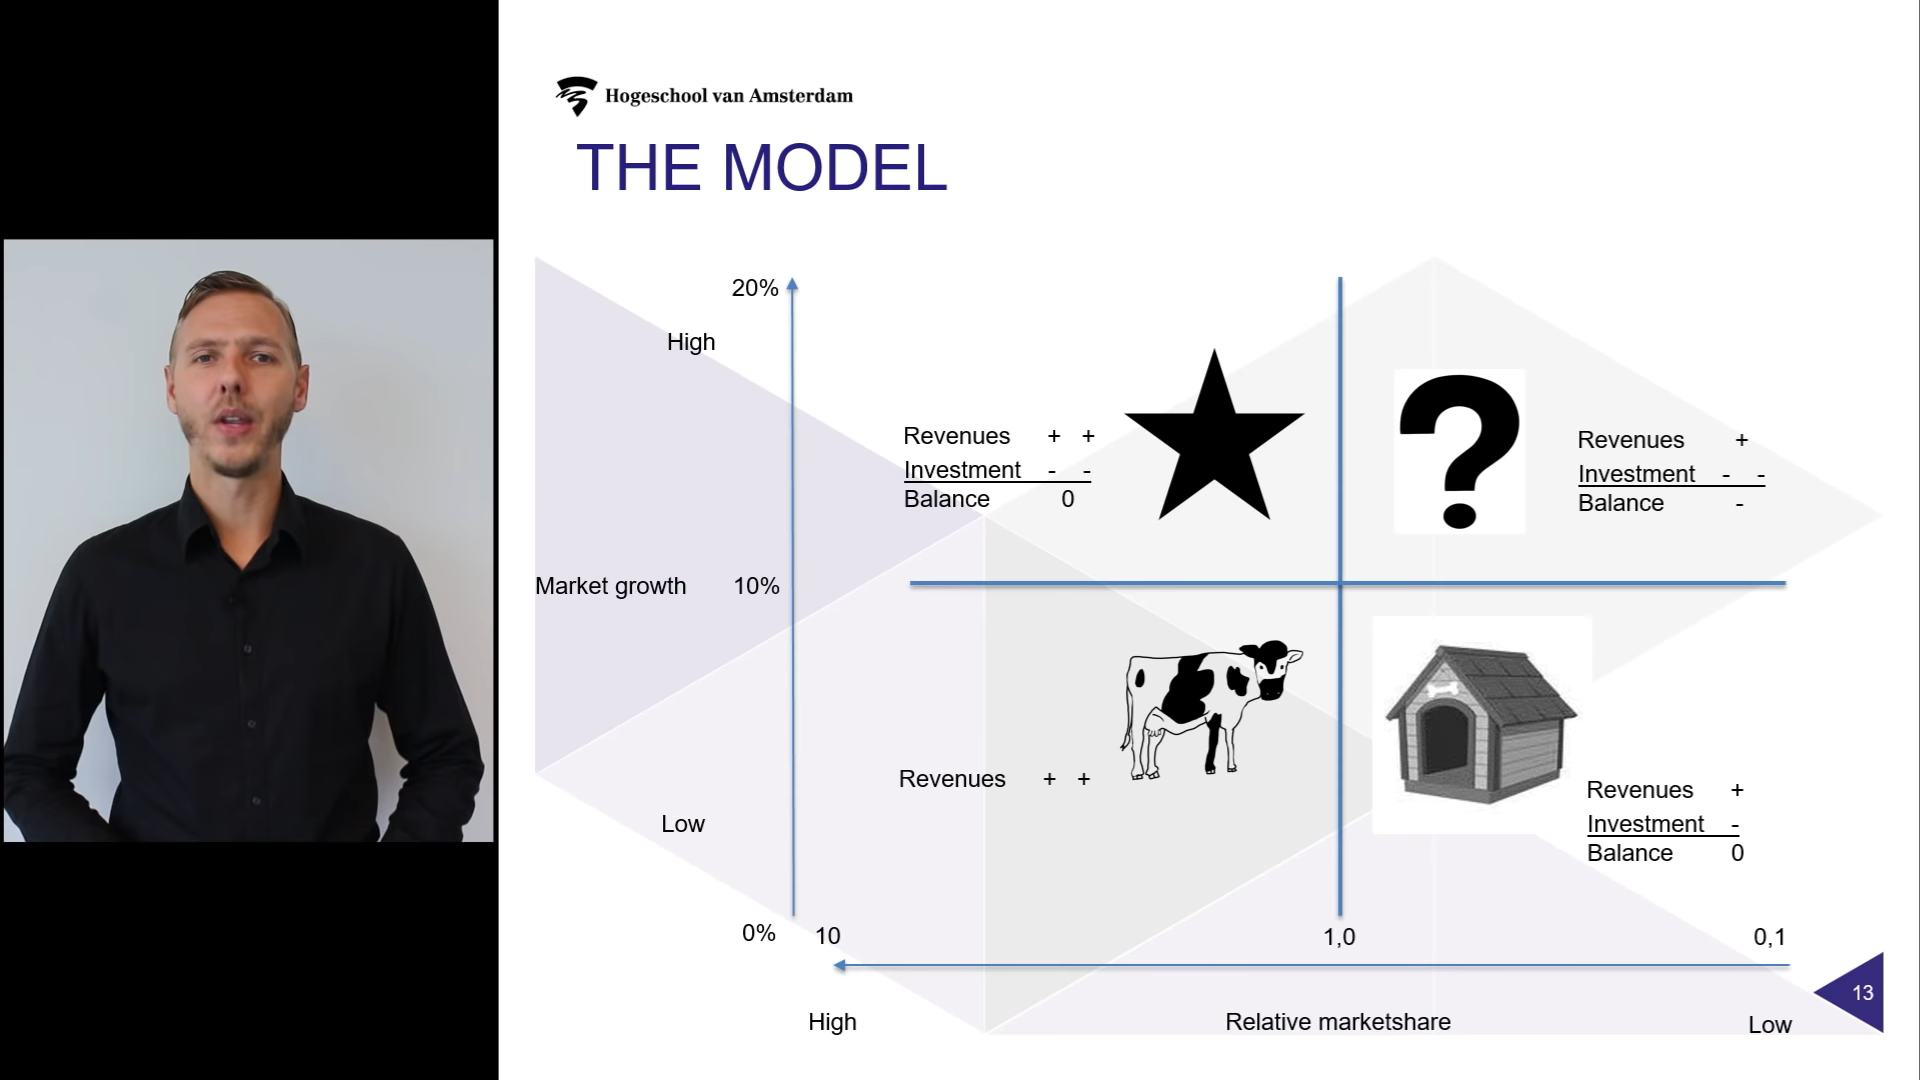 Hogeschool van Amsterdam
THE MODEL
20%
High
Revenues + +
Investment - -
Balance 0
?
Revenues +
Investment - -
Balance -
Market growth 10%
Revenues + +
Low
Revenues +
Investment -
Balance 0
0% 10 1,0 0,1
13
High Relative marketshare Low